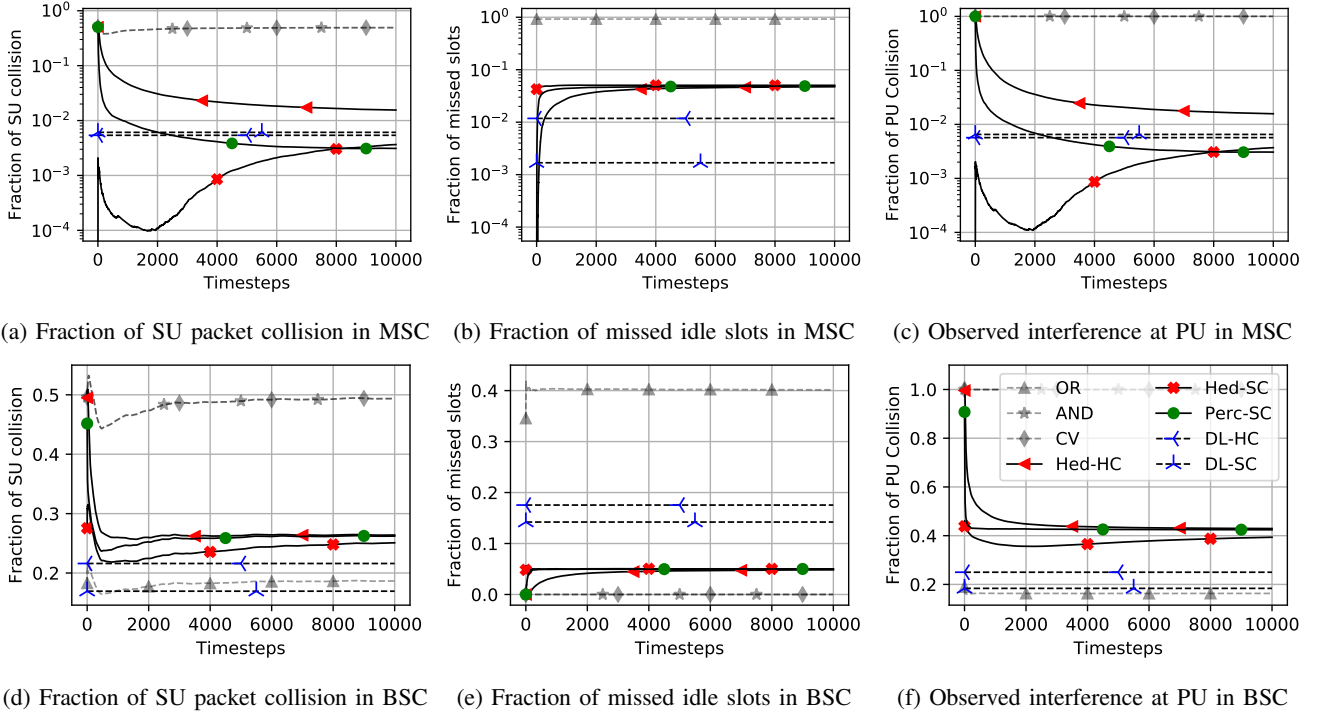 Fraction of SU collision
10⁰
10⁻¹
10⁻²
10⁻³
10⁻⁴
0 2000 4000 6000 8000 10000
Timesteps
(a) Fraction of SU packet collision in MSC
Fraction of missed slots
10⁰
10⁻¹
10⁻²
10⁻³
10⁻⁴
0 2000 4000 6000 8000 10000
Timesteps
(b) Fraction of missed idle slots in MSC
Fraction of PU Collision
10⁰
10⁻¹
10⁻²
10⁻³
10⁻⁴
0 2000 4000 6000 8000 10000
Timesteps
(c) Observed interference at PU in MSC
Fraction of SU collision
0.5
0.4
0.3
0.2
0 2000 4000 6000 8000 10000
Timesteps
(d) Fraction of SU packet collision in BSC
Fraction of missed slots
0.4
0.3
0.2
0.1
0.0
0 2000 4000 6000 8000 10000
Timesteps
(e) Fraction of missed idle slots in BSC
Fraction of PU Collision
1.0
0.8
0.6
0.4
0.2
OR
AND
CV
Hed-HC
Hed-SC
Perc-SC
DL-HC
DL-SC
0 2000 4000 6000 8000 10000
Timesteps
(f) Observed interference at PU in BSC